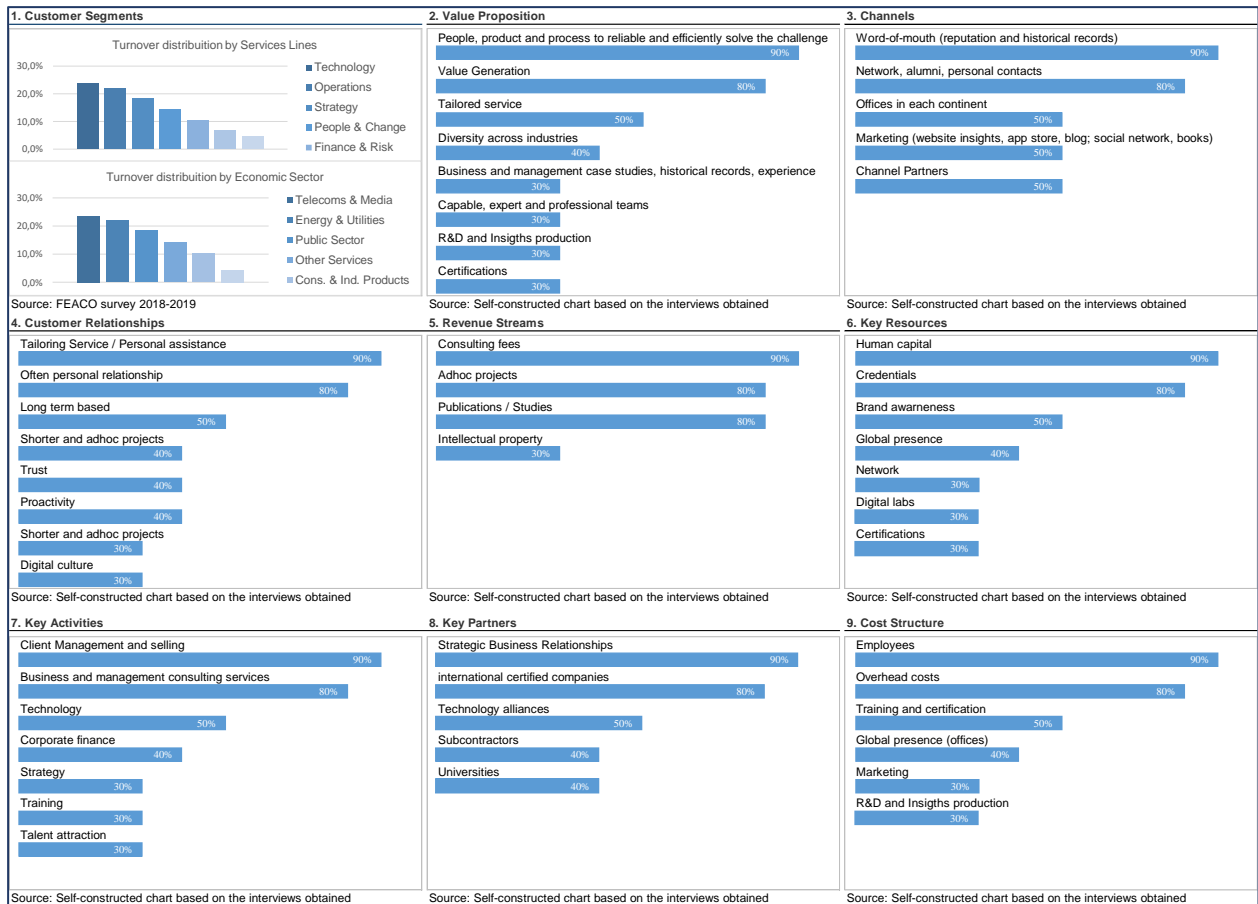 1. Customer Segments
Turnover distribuition by Services Lines
30,0%
20,0%
10,0%
0,0%
Technology
Operations
Strategy
People & Change
Finance & Risk
Turnover distribuition by Economic Sector
30,0%
20,0%
10,0%
0,0%
Telecoms & Media
Energy & Utilities
Public Sector
Other Services
Cons. & Ind. Products
Source: FEACO survey 2018-2019
2. Value Proposition
People, product and process to reliable and efficiently solve the challenge
90%
Value Generation
80%
Tailored service
50%
Diversity across industries
40%
Business and management case studies, historical records, experience
30%
Capable, expert and professional teams
30%
R&D and Insigths production
30%
Certifications
30%
Source: Self-constructed chart based on the interviews obtained
3. Channels
Word-of-mouth (reputation and historical records)
90%
Network, alumni, personal contacts
80%
Offices in each continent
50%
Marketing (website insights, app store, blog; social network, books)
50%
Channel Partners
50%
Source: Self-constructed chart based on the interviews obtained
4. Customer Relationships
Tailoring Service / Personal assistance
90%
Often personal relationship
80%
Long term based
50%
Shorter and adhoc projects
40%
Trust
40%
Proactivity
40%
Shorter and adhoc projects
30%
Digital culture
30%
Source: Self-constructed chart based on the interviews obtained
5. Revenue Streams
Consulting fees
90%
Adhoc projects
80%
Publications / Studies
80%
Intellectual property
30%
Source: Self-constructed chart based on the interviews obtained
6. Key Resources
Human capital
90%
Credentials
80%
Brand awarneness
50%
Global presence
40%
Network
30%
Digital labs
30%
Certifications
30%
Source: Self-constructed chart based on the interviews obtained
7. Key Activities
Client Management and selling
90%
Business and management consulting services
80%
Technology
50%
Corporate finance
40%
Strategy
30%
Training
30%
Talent attraction
30%
Source: Self-constructed chart based on the interviews obtained
8. Key Partners
Strategic Business Relationships
90%
international certified companies
80%
Technology alliances
50%
Subcontractors
40%
Universities
40%
Source: Self-constructed chart based on the interviews obtained
9. Cost Structure
Employees
90%
Overhead costs
80%
Training and certification
50%
Global presence (offices)
40%
Marketing
30%
R&D and Insigths production
30%
Source: Self-constructed chart based on the interviews obtained